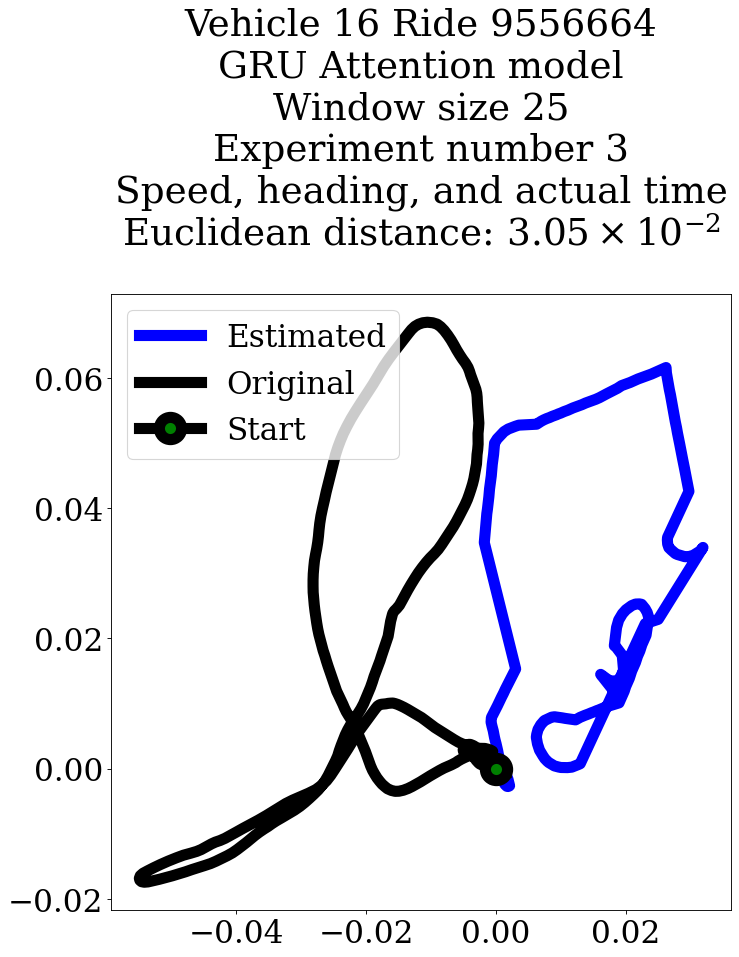 Vehicle 16 Ride 9556664
GRU Attention model
Window size 25
Experiment number 3
Speed, heading, and actual time
Euclidean distance: 3.05 × 10⁻²
Estimated
Original
Start
0.06
0.04
0.02
0.00
−0.02
−0.04
−0.02
0.00
0.02